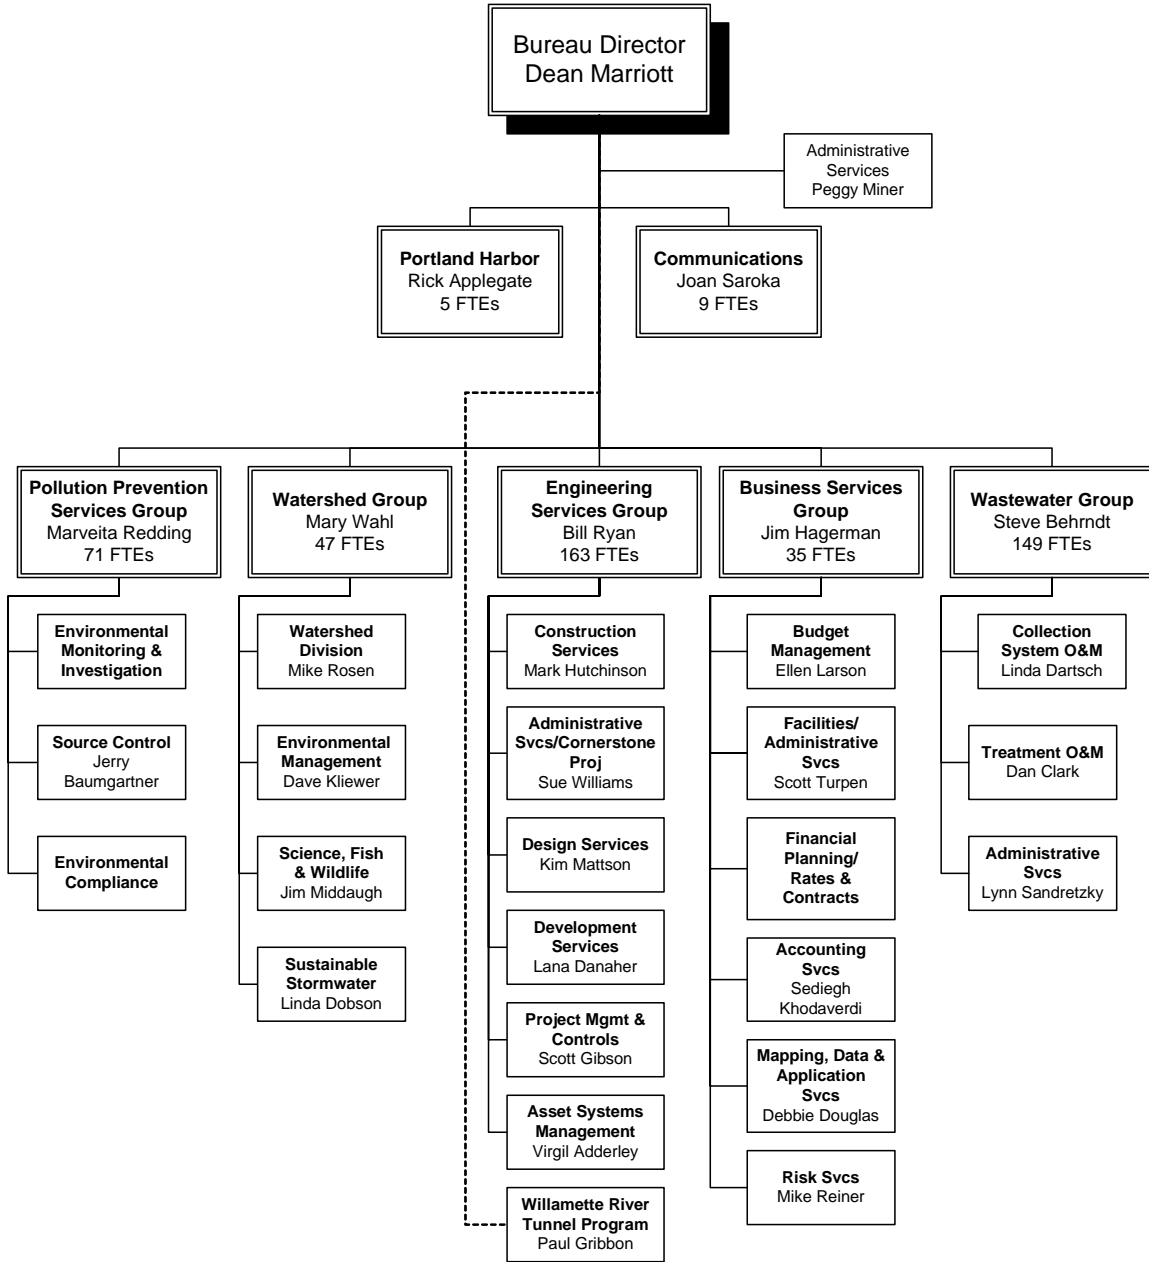 Bureau Director
Dean Marriott
Administrative
Services
Peggy Miner
Portland Harbor
Rick Applegate
5 FTEs
Communications
Joan Saroka
9 FTEs
Pollution Prevention
Services Group
Marveita Redding
71 FTEs
Watershed Group
Mary Wahl
47 FTEs
Engineering
Services Group
Bill Ryan
163 FTEs
Business Services
Group
Jim Hagerman
35 FTEs
Wastewater Group
Steve Behrndt
149 FTEs
Environmental
Monitoring &
Investigation
Source Control
Jerry
Baumgartner
Environmental
Compliance
Watershed
Division
Mike Rosen
Environmental
Management
Dave Kliewer
Science, Fish
& Wildlife
Jim Middaugh
Sustainable
Stormwater
Linda Dobson
Construction
Services
Mark Hutchinson
Administrative
Svcs/Cornerstone
Proj
Sue Williams
Design Services
Kim Mattson
Development
Services
Lana Danaher
Project Mgmt &
Controls
Scott Gibson
Asset Systems
Management
Virgil Adderley
Willamette River
Tunnel Program
Paul Gribbon
Budget
Management
Ellen Larson
Facilities/
Administrative
Svcs
Scott Turpen
Financial
Planning/
Rates &
Contracts
Accounting
Svcs
Sediegh
Khodaverdi
Mapping, Data &
Application
Svcs
Debbie Douglas
Risk Svcs
Mike Reiner
Collection
System O&M
Linda Dartsch
Treatment O&M
Dan Clark
Administrative
Svcs
Lynn Sandretzky